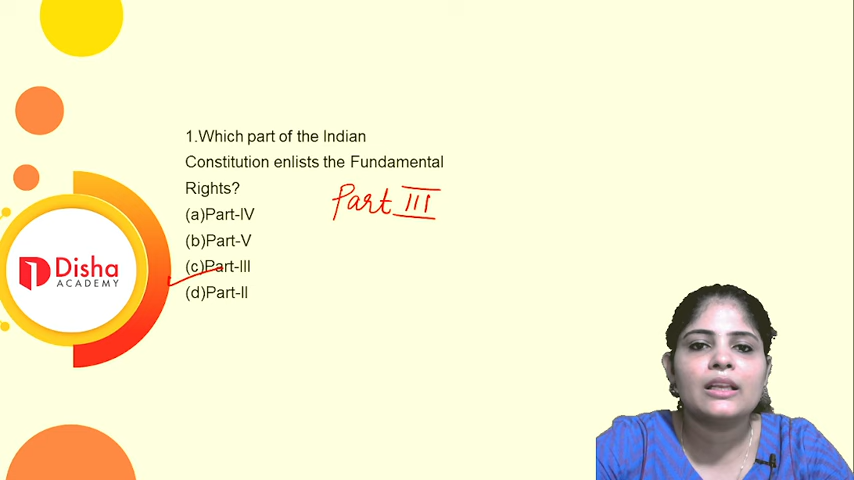 1.Which part of the Indian
Constitution enlists the Fundamental
Rights?
Part III
(a)Part-IV
(b)Part-V
(c)Part-III
(d)Part-II
Disha
ACADEMY